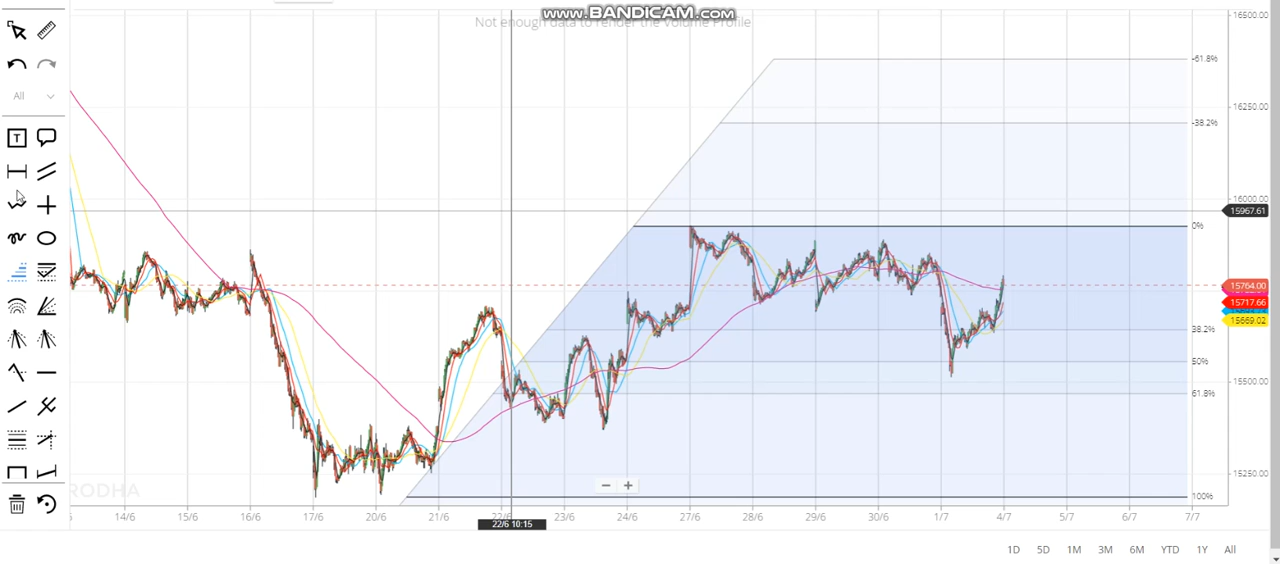 www.BANDICAM.com
Not enough data to render the Volume Profile
16500.00
-61.8%
All
16250.00
-38.2%
T
16000.00
15967.61
0%
15764.00
15717.66
15669.02
38.2%
50%
15500.00
61.8%
15250.00
RODHA
100%
14/6 15/6 16/6 17/6 20/6 21/6 22/6 23/6 24/6 27/6 28/6 29/6 30/6 1/7 4/7 5/7 6/7 7/7
22/6 10:15
1D 5D 1M 3M 6M YTD 1Y All